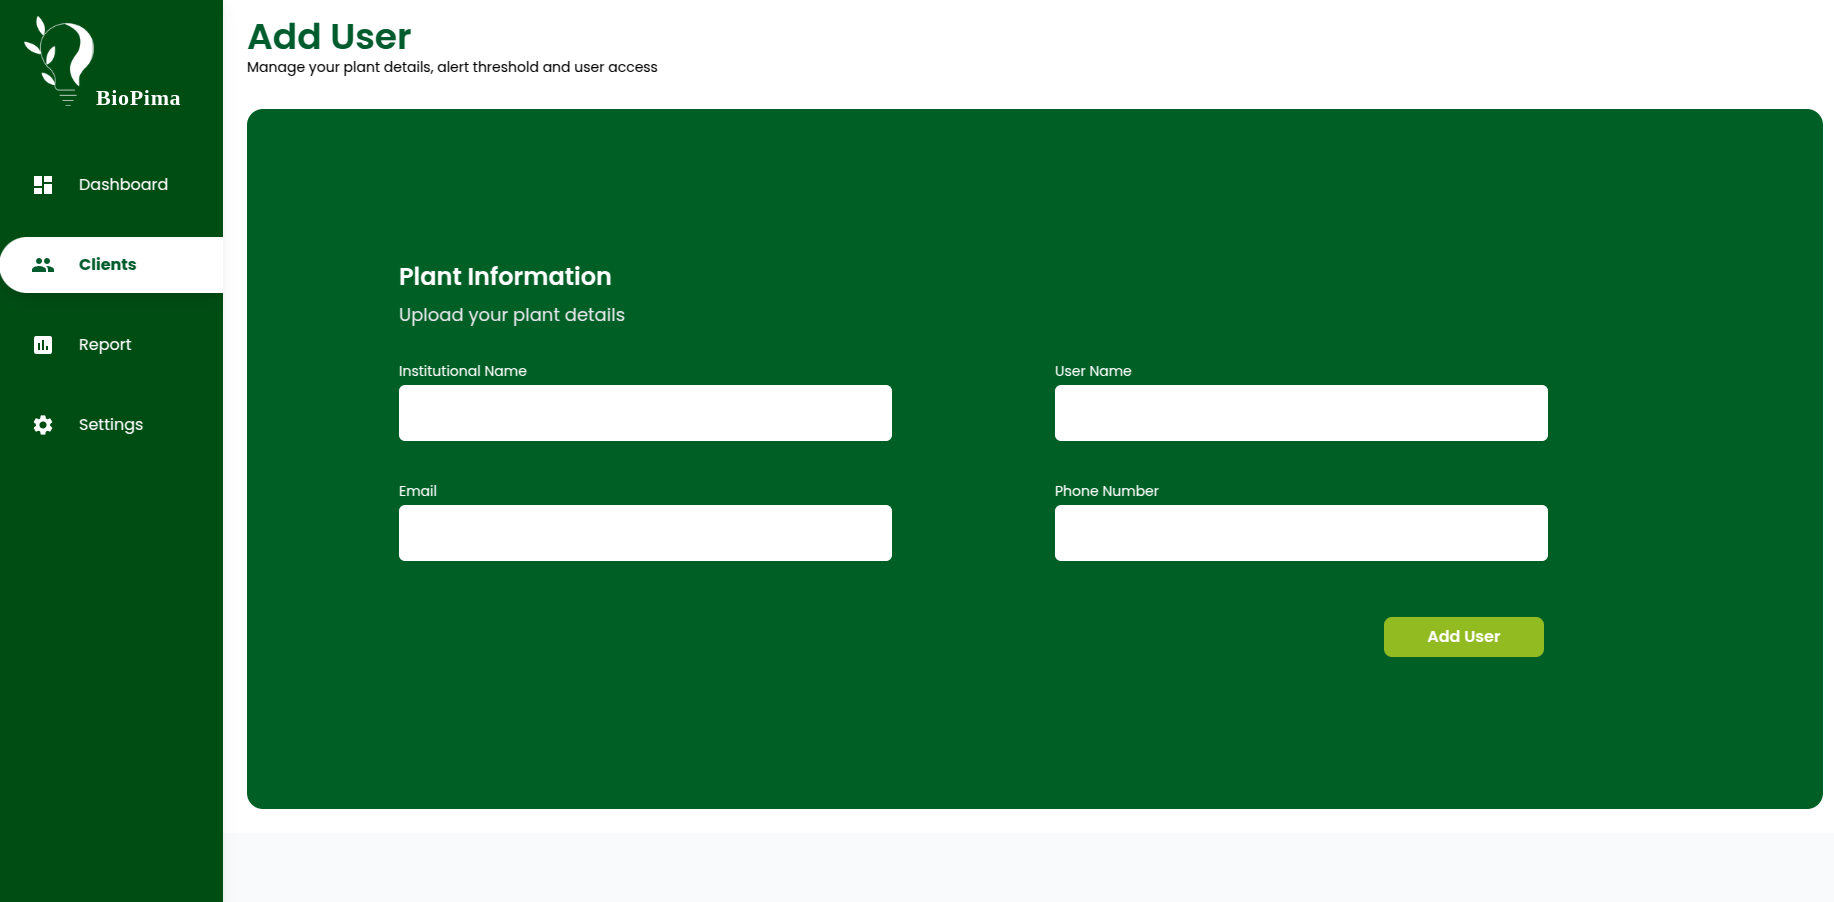 BioPima
Dashboard
Clients
Report
Settings
Add User
Manage your plant details, alert threshold and user access
Plant Information
Upload your plant details
Institutional Name
User Name
Email
Phone Number
Add User